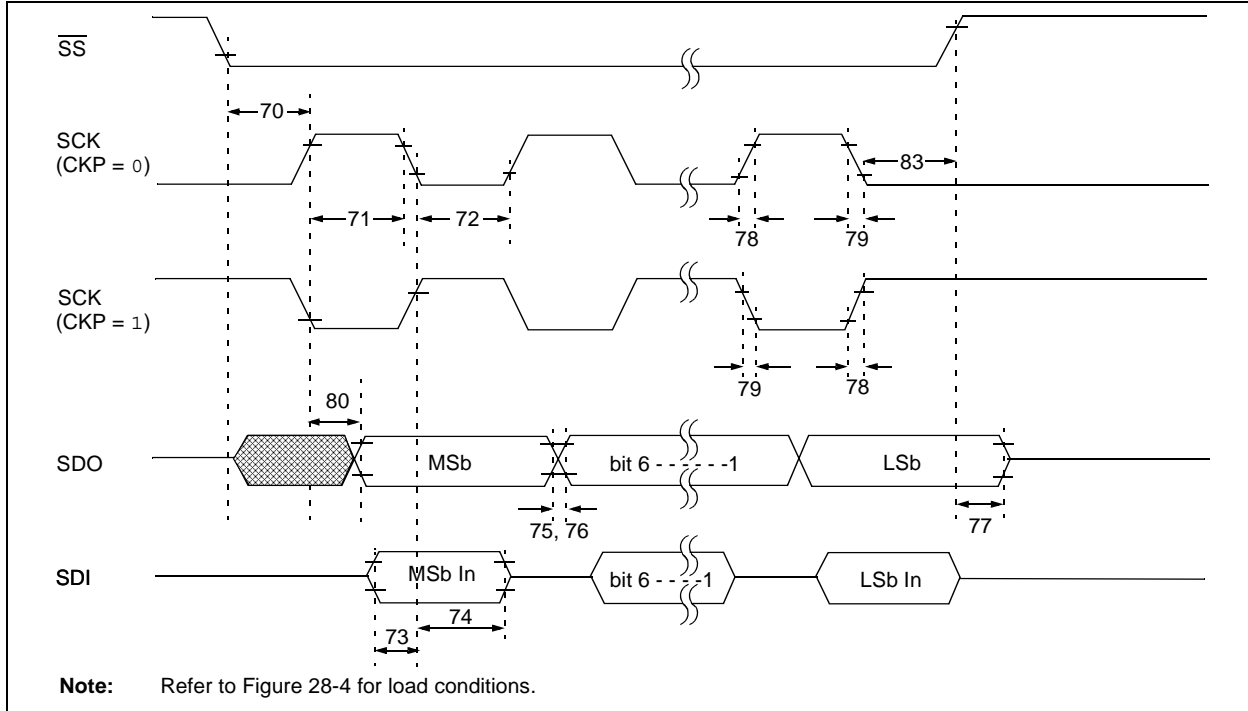 SS
70
SCK
(CKP = 0)
83
71
72
78
79
SCK
(CKP = 1)
79
78
80
SDO
MSb
bit 6 - - - - - -1
LSb
75, 76
77
SDI
MSb In
bit 6 - - - -1
LSb In
74
73
Note: Refer to Figure 28-4 for load conditions.